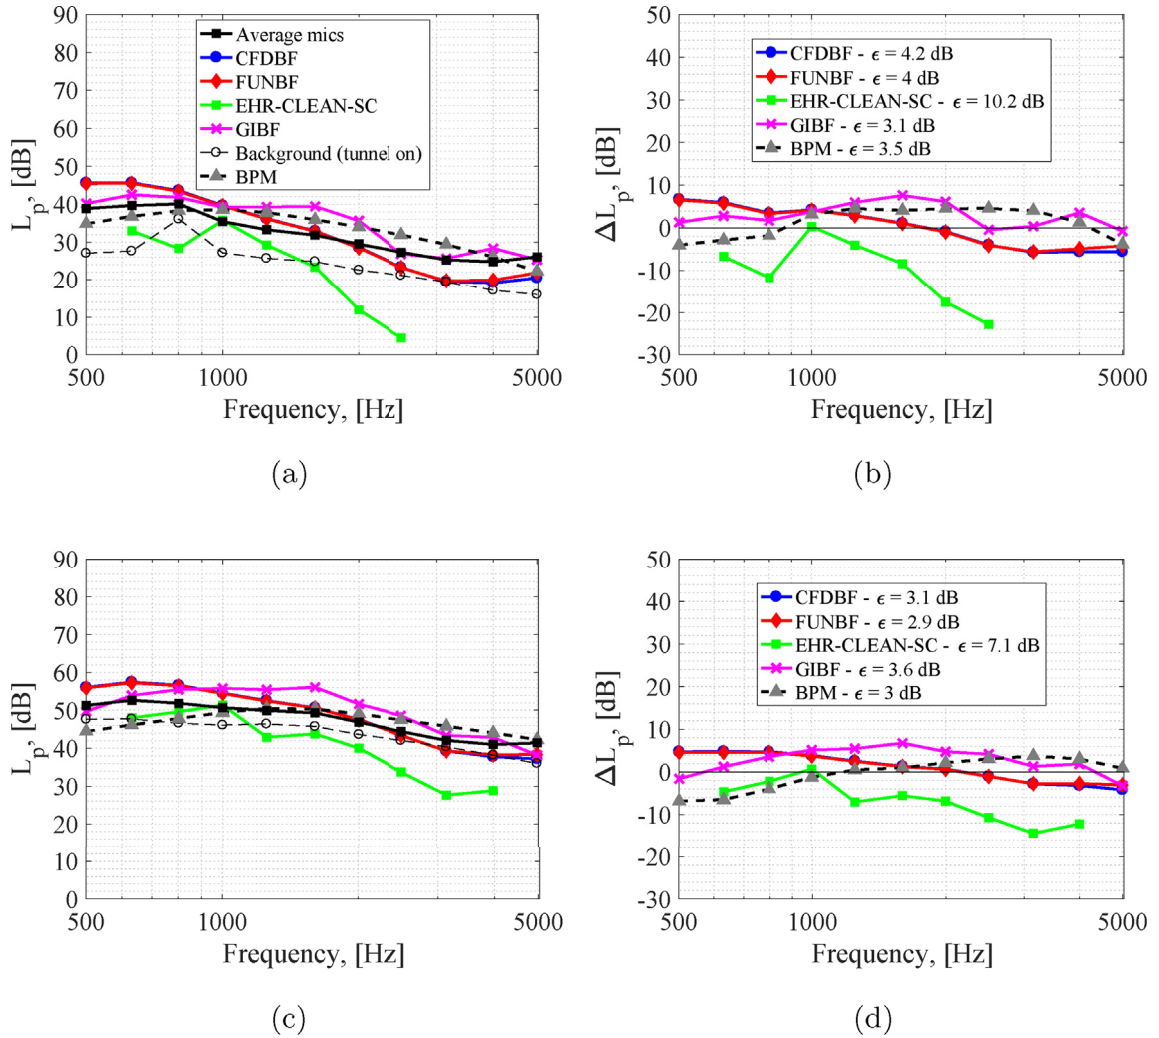 90
80
70
60
50
40
30
20
10
0
L_p, [dB]
Average mics
CFDBF
FUNBF
EHR-CLEAN-SC
GIBF
Background (tunnel on)
BPM
500
1000
5000
Frequency, [Hz]
(a)
50
40
30
20
10
0
-10
-20
-30
ΔL_p, [dB]
CFDBF - ϵ = 4.2 dB
FUNBF - ϵ = 4 dB
EHR-CLEAN-SC - ϵ = 10.2 dB
GIBF - ϵ = 3.1 dB
BPM - ϵ = 3.5 dB
500
1000
5000
Frequency, [Hz]
(b)
90
80
70
60
50
40
30
20
10
0
L_p, [dB]
500
1000
5000
Frequency, [Hz]
(c)
50
40
30
20
10
0
-10
-20
-30
ΔL_p, [dB]
CFDBF - ϵ = 3.1 dB
FUNBF - ϵ = 2.9 dB
EHR-CLEAN-SC - ϵ = 7.1 dB
GIBF - ϵ = 3.6 dB
BPM - ϵ = 3 dB
500
1000
5000
Frequency, [Hz]
(d)